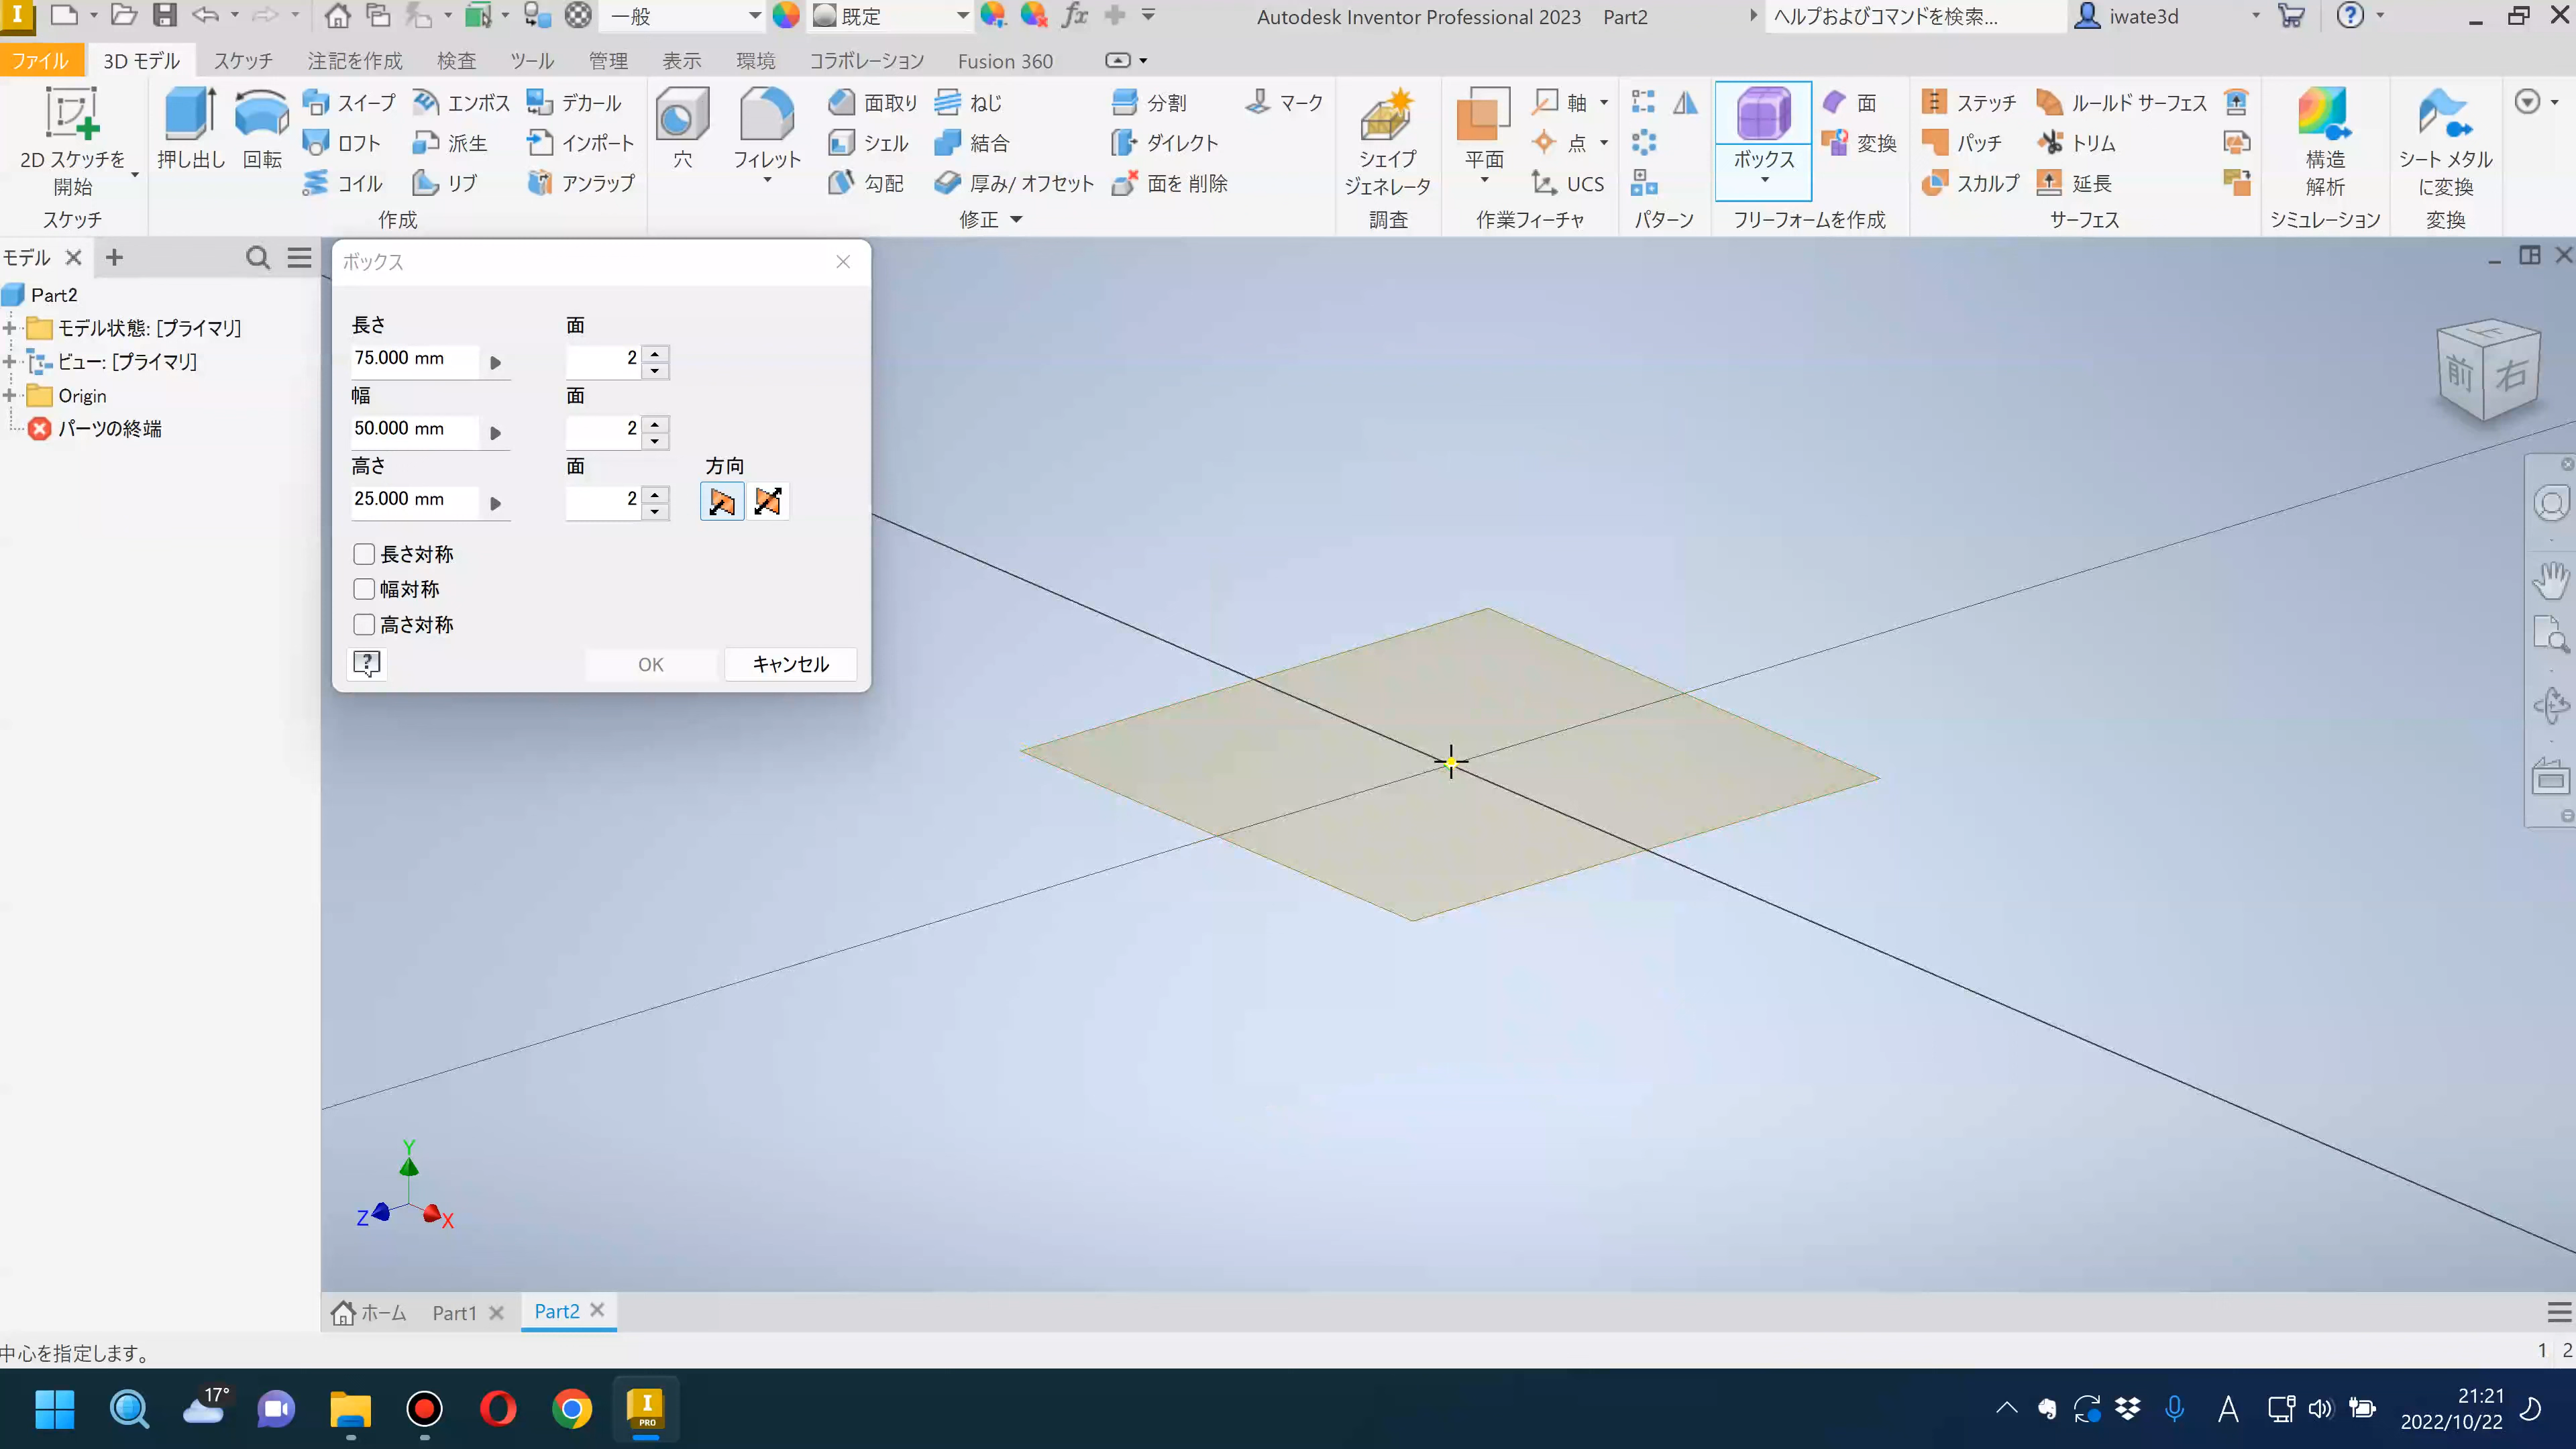 一般
既定
fx
Autodesk Inventor Professional 2023 Part2
ヘルプおよびコマンドを検索...
iwate3d
ファイル
3D モデル
スケッチ
注記を作成
検査
ツール
管理
表示
環境
コラボレーション
Fusion 360
2D スケッチを
開始
スケッチ
押し出し
回転
スイープ
ロフト
コイル
エンボス
派生
リブ
デカール
インポート
アンラップ
作成
穴
フィレット
面取り
シェル
勾配
ねじ
結合
厚み/ オフセット
分割
ダイレクト
面を 削除
マーク
修正
シェイプ
ジェネレータ
調査
平面
軸
点
UCS
作業フィーチャ
パターン
ボックス
面
変換
フリーフォームを作成
ステッチ
パッチ
スカルプ
ルールド サーフェス
トリム
延長
サーフェス
構造
解析
シミュレーション
シート メタル
に変換
変換
モデル
Part2
モデル状態: [プライマリ]
ビュー: [プライマリ]
Origin
パーツの終端
ボックス
長さ 面
75.000 mm 2
幅 面
50.000 mm 2
高さ 面 方向
25.000 mm 2
長さ対称
幅対称
高さ対称
OK キャンセル
上
前 右
Y
Z X
ホーム Part1 Part2
中心を指定します。
1 2
17°
I
PRO
A
21:21
2022/10/22